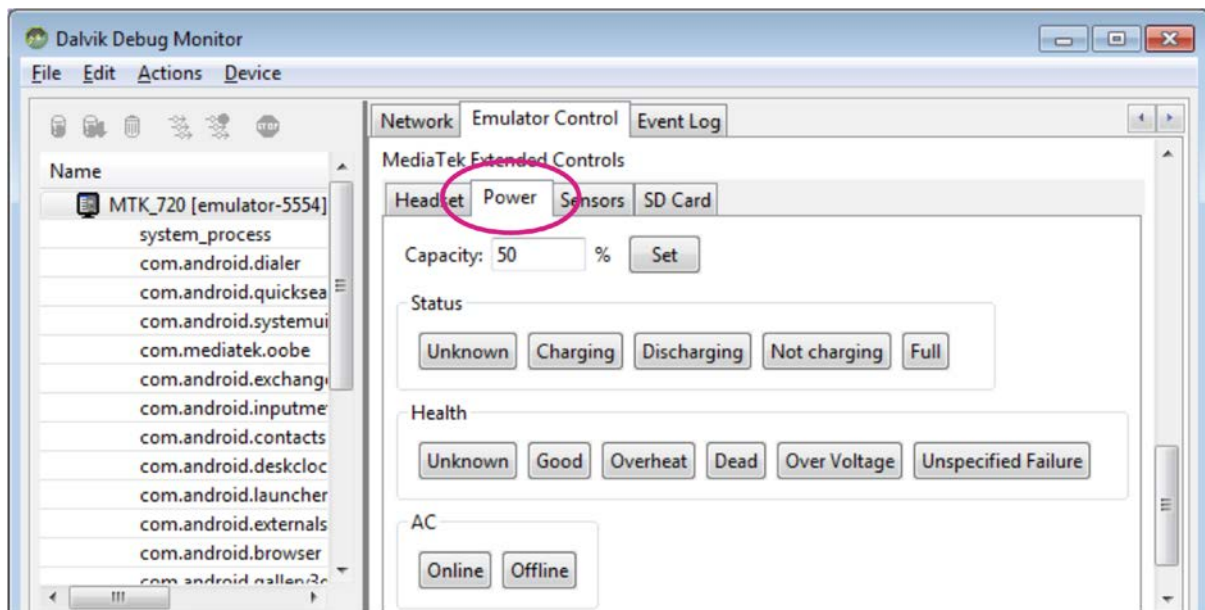 Dalvik Debug Monitor
File Edit Actions Device
Name
MTK_720 [emulator-5554]
system_process
com.android.dialer
com.android.quicksea
com.android.systemui
com.mediatek.oobe
com.android.exchang
com.android.inputme
com.android.contacts
com.android.deskcloc
com.android.launcher
com.android.externals
com.android.browser
com.android.gallery3d
Network Emulator Control Event Log
MediaTek Extended Controls
Headset Power Sensors SD Card
Capacity: 50 % Set
Status
Unknown Charging Discharging Not charging Full
Health
Unknown Good Overheat Dead Over Voltage Unspecified Failure
AC
Online Offline